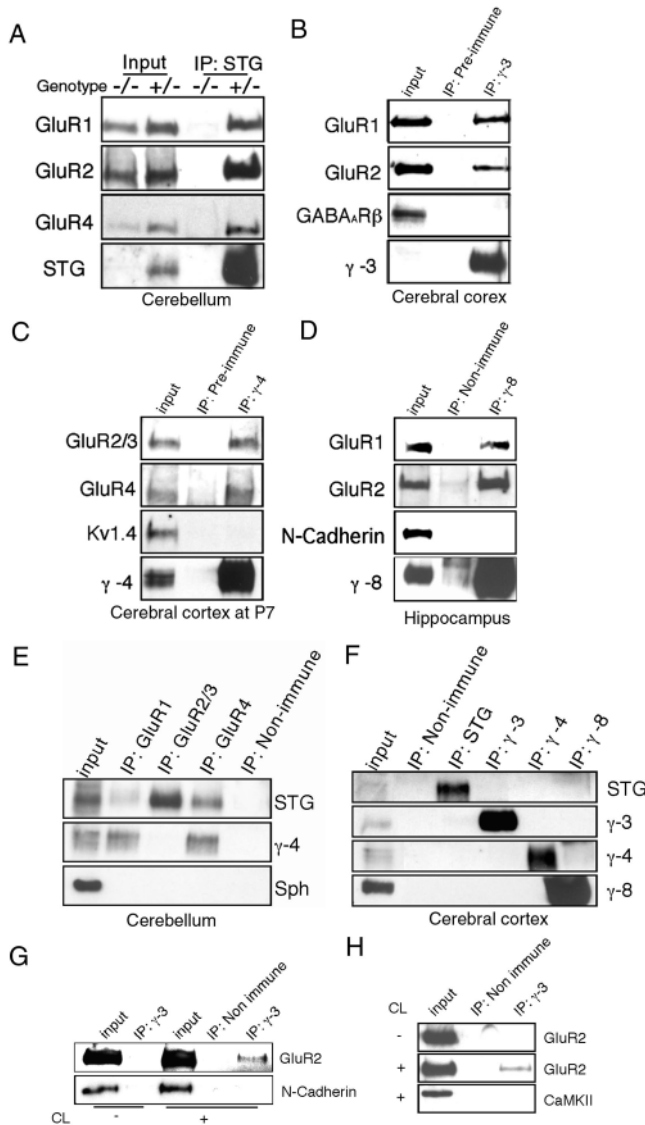 A
Input IP: STG
Genotype -/- +/- -/- +/-
GluR1
GluR2
GluR4
STG
Cerebellum
B
input
IP: Pre-immune
IP: γ-3
GluR1
GluR2
GABAARβ
γ-3
Cerebral corex
C
input
IP: Pre-immune
IP: γ-4
GluR2/3
GluR4
Kv1.4
γ-4
Cerebral cortex at P7
D
input
IP: Non-immune
IP: γ-8
GluR1
GluR2
N-Cadherin
γ-8
Hippocampus
E
input
IP: GluR1
IP: GluR2/3
IP: GluR4
IP: Non-immune
STG
γ-4
Sph
Cerebellum
F
input
IP: Non-immune
IP: STG
IP: γ-3
IP: γ-4
IP: γ-8
STG
γ-3
γ-4
γ-8
Cerebral cortex
G
input
IP: γ-3
input
IP: Non immune
IP: γ-3
GluR2
N-Cadherin
CL - +
H
CL
input
IP: Non immune
IP: γ-3
- GluR2
+ GluR2
+ CaMKII